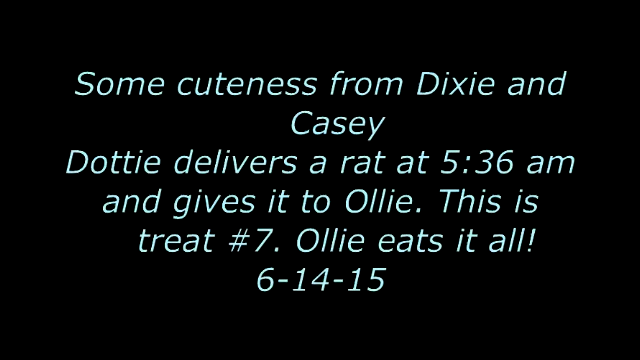 Some cuteness from Dixie and
Casey
Dottie delivers a rat at 5:36 am
and gives it to Ollie. This is
treat #7. Ollie eats it all!
6-14-15